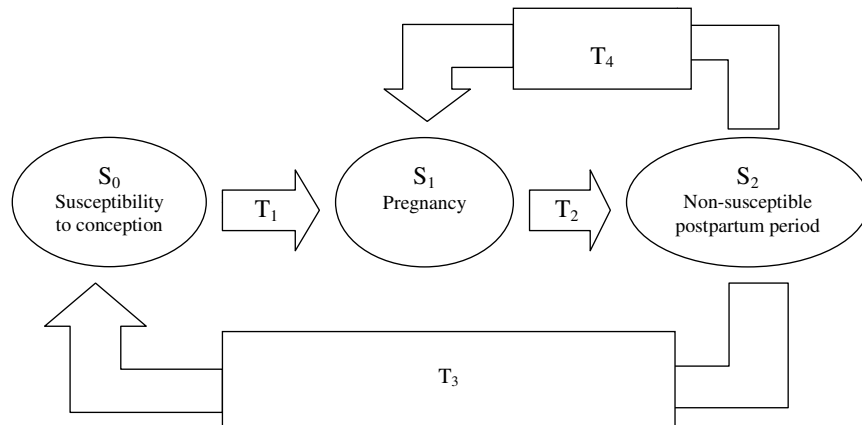 T₄
S₀
Susceptibility
to conception
T₁
S₁
Pregnancy
T₂
S₂
Non-susceptible
postpartum period
T₃